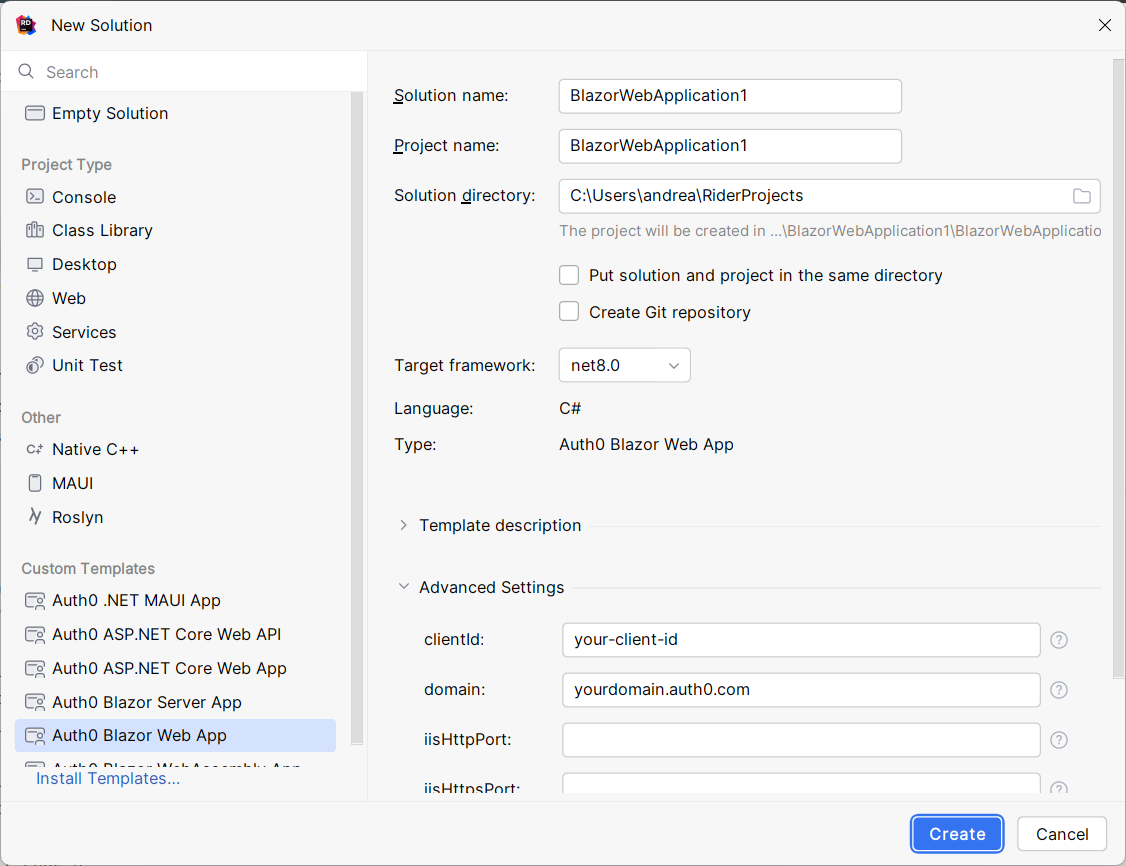 New Solution
Search
Empty Solution
Project Type
Console
Class Library
Desktop
Web
Services
Unit Test
Other
Native C++
MAUI
Roslyn
Custom Templates
Auth0 .NET MAUI App
Auth0 ASP.NET Core Web API
Auth0 ASP.NET Core Web App
Auth0 Blazor Server App
Auth0 Blazor Web App
Auth0 Blazor WebAssembly App
Install Templates...
Solution name: BlazorWebApplication1
Project name: BlazorWebApplication1
Solution directory: C:\Users\andrea\RiderProjects
The project will be created in ...\BlazorWebApplication1\BlazorWebApplicatio
Put solution and project in the same directory
Create Git repository
Target framework: net8.0
Language: C#
Type: Auth0 Blazor Web App
Template description
Advanced Settings
clientId: your-client-id
domain: yourdomain.auth0.com
iisHttpPort:
iisHttpsPort:
Create Cancel